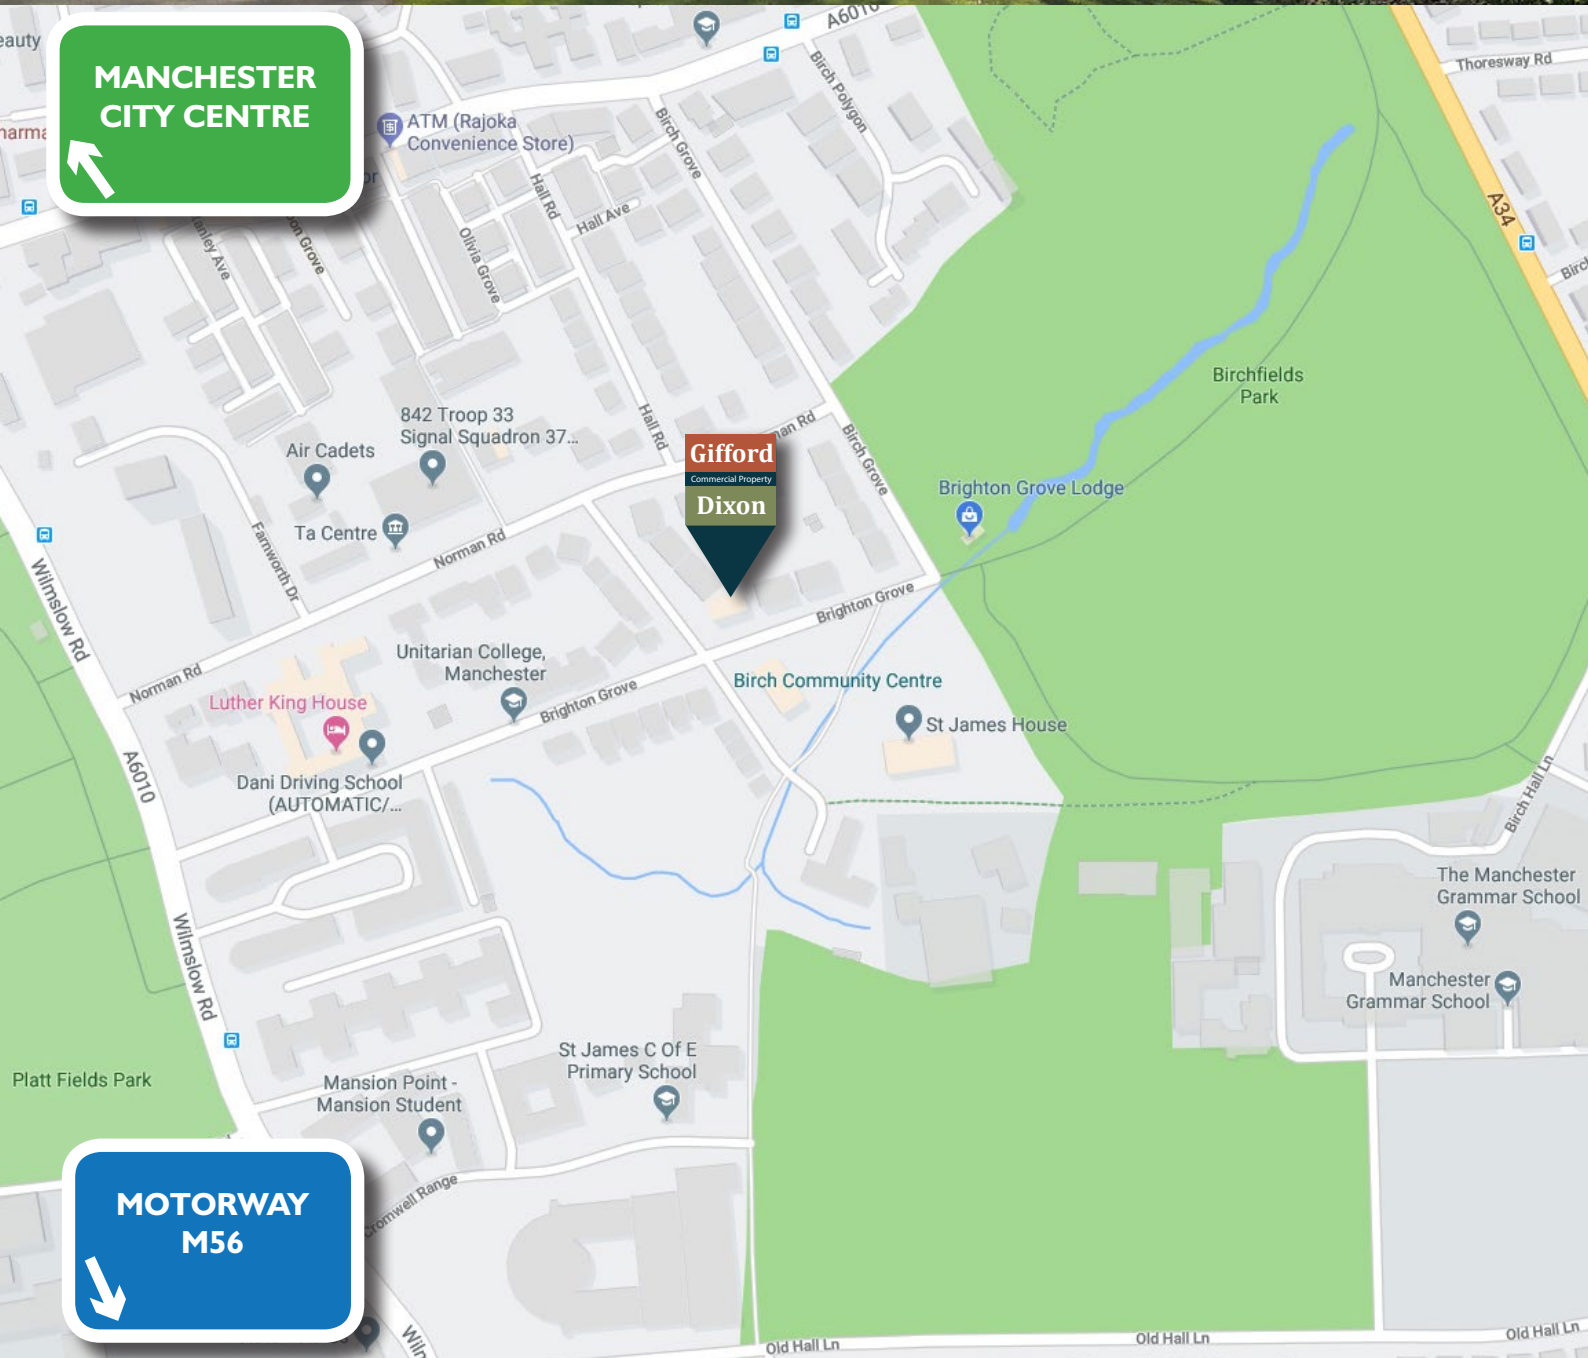 eauty
MANCHESTER
CITY CENTRE
A6010
Birch Polygon
Thoresway Rd
ATM (Rajoka
Convenience Store)
Birch Grove
Hall Rd
Hall Ave
Olivia Grove
A34
Birchfields
Park
842 Troop 33
Signal Squadron 37...
Air Cadets
Hall Rd
Gifford
Commercial Property
Dixon
Birch Grove
Brighton Grove Lodge
Ta Centre
Farnworth Dr
Norman Rd
Wilmslow Rd
Brighton Grove
Unitarian College,
Manchester
Norman Rd
Luther King House
Brighton Grove
Birch Community Centre
St James House
A6010
Dani Driving School
(AUTOMATIC/...
Birch Hall Ln
The Manchester
Grammar School
Wilmslow Rd
Manchester
Grammar School
St James C Of E
Primary School
Platt Fields Park
Mansion Point -
Mansion Student
Cromwell Range
MOTORWAY
M56
Old Hall Ln
Old Hall Ln
Old Hall Ln